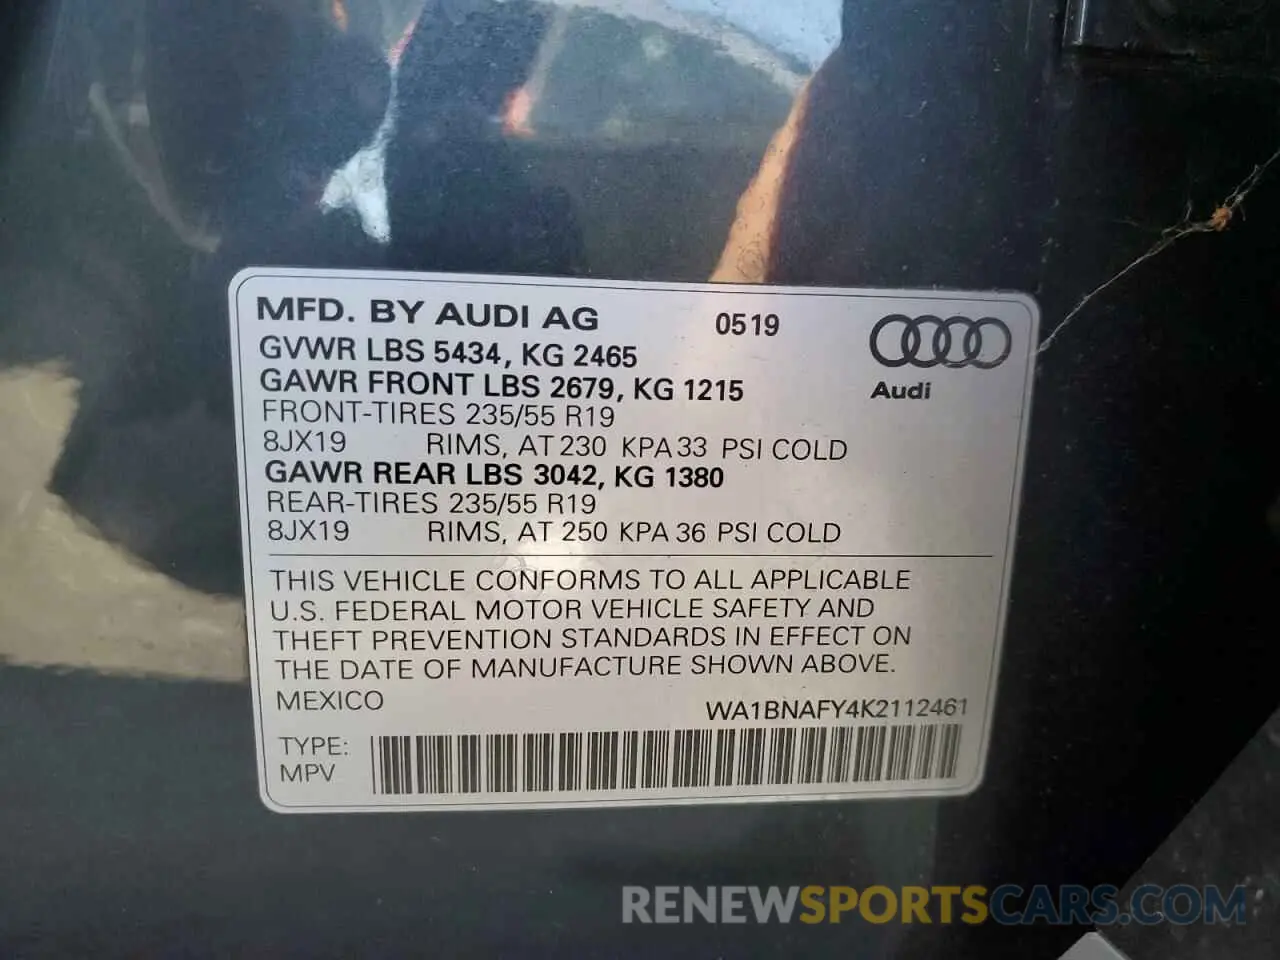 MFD. BY AUDI AG 0519
GVWR LBS 5434, KG 2465
GAWR FRONT LBS 2679, KG 1215
Audi
FRONT-TIRES 235/55 R19
8JX19 RIMS, AT 230 KPA 33 PSI COLD
GAWR REAR LBS 3042, KG 1380
REAR-TIRES 235/55 R19
8JX19 RIMS, AT 250 KPA 36 PSI COLD
THIS VEHICLE CONFORMS TO ALL APPLICABLE
U.S. FEDERAL MOTOR VEHICLE SAFETY AND
THEFT PREVENTION STANDARDS IN EFFECT ON
THE DATE OF MANUFACTURE SHOWN ABOVE.
MEXICO WA1BNAFY4K2112461
TYPE:
MPV
RENEWSPORTSCARS.COM